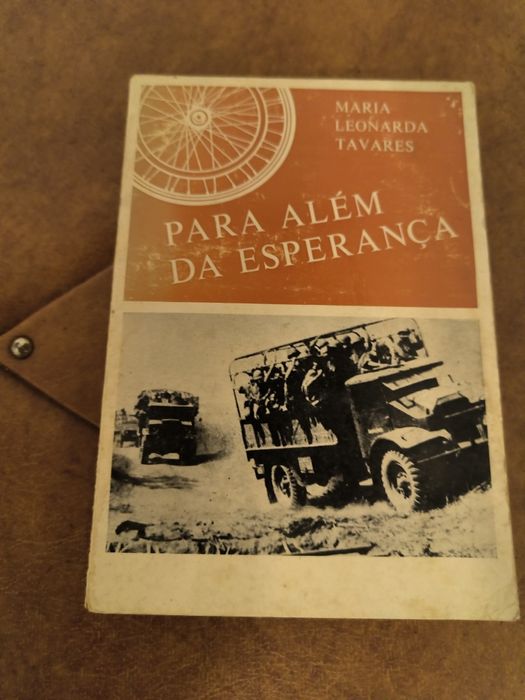 MARIA
LEONARDA
TAVARES
PARA ALÉM
DA ESPERANÇA